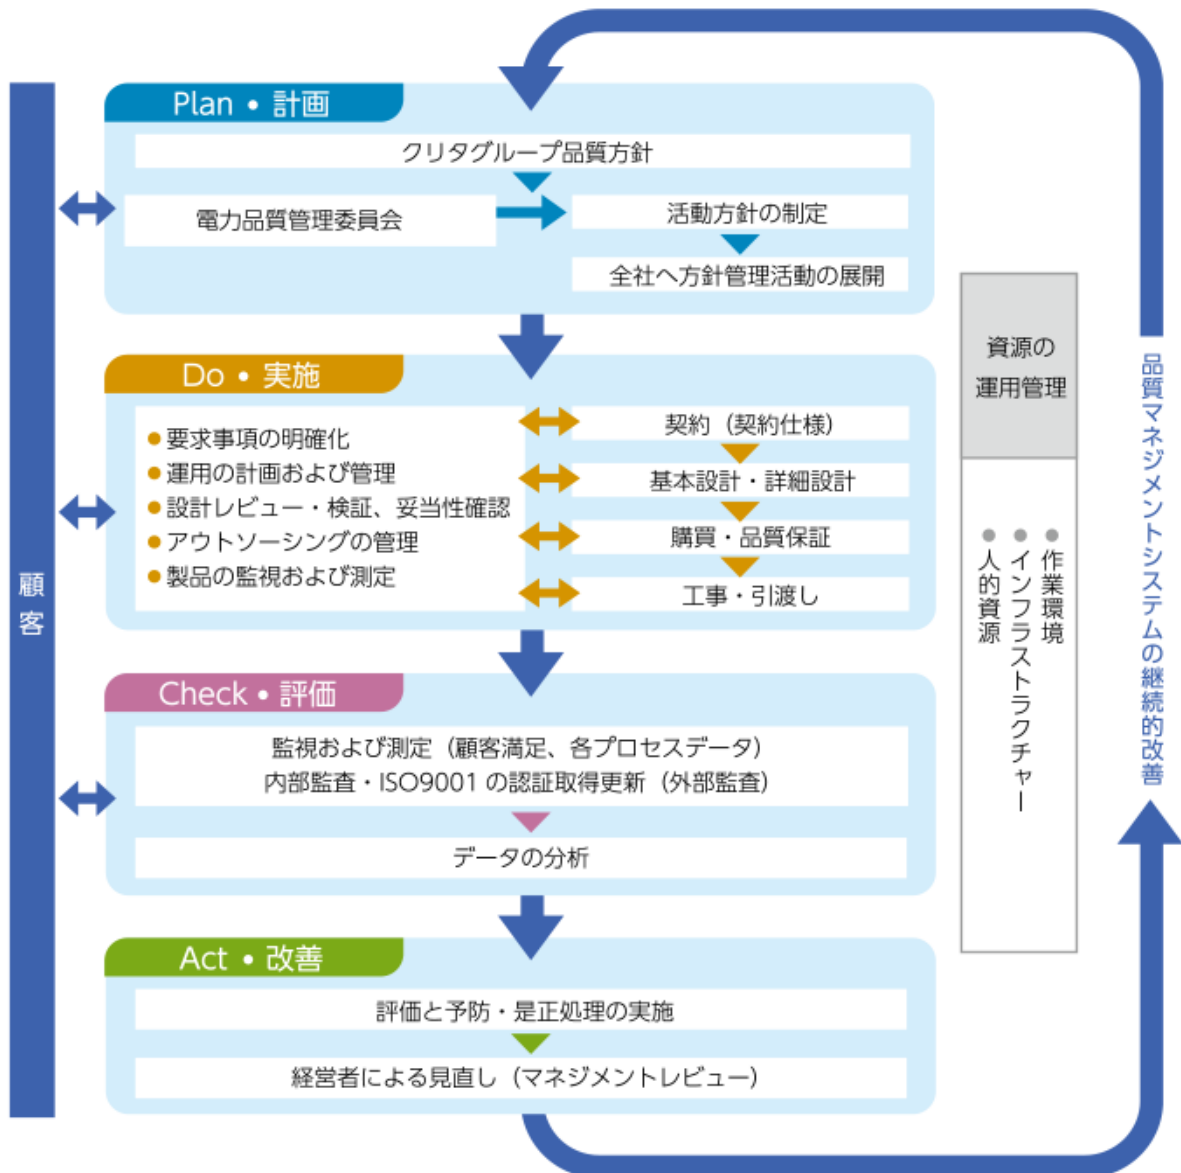 顧客
Plan • 計画
クリタグループ品質方針
電力品質管理委員会
活動方針の制定
全社へ方針管理活動の展開
Do • 実施
● 要求事項の明確化
● 運用の計画および管理
● 設計レビュー・検証、妥当性確認
● アウトソーシングの管理
● 製品の監視および測定
契約（契約仕様）
基本設計・詳細設計
購買・品質保証
工事・引渡し
Check • 評価
監視および測定（顧客満足、各プロセスデータ）
内部監査・ISO9001 の認証取得更新（外部監査）
データの分析
Act • 改善
評価と予防・是正処理の実施
経営者による見直し（マネジメントレビュー）
資源の
運用管理
● 作業環境
● インフラストラクチャー
● 人的資源
品質マネジメントシステムの継続的改善